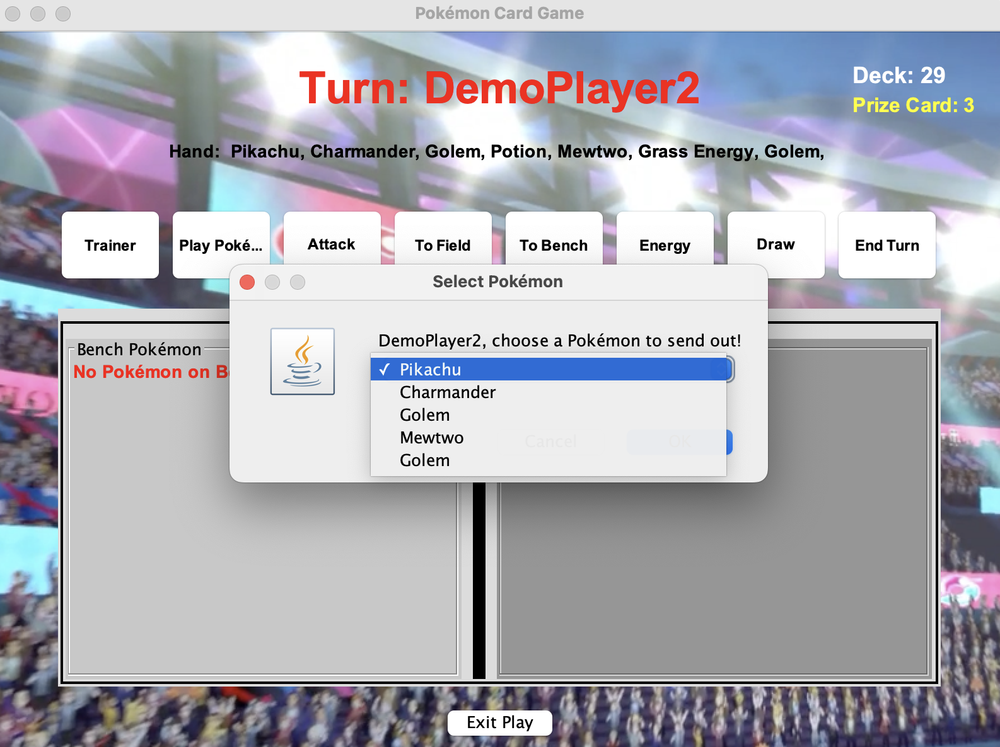 Pokémon Card Game
Turn: DemoPlayer2
Deck: 29
Prize Card: 3
Hand: Pikachu, Charmander, Golem, Potion, Mewtwo, Grass Energy, Golem,
Trainer
Play Poké...
Attack
To Field
To Bench
Energy
Draw
End Turn
Select Pokémon
DemoPlayer2, choose a Pokémon to send out!
✓ Pikachu
Charmander
Golem
Mewtwo
Golem
Cancel
OK
Bench Pokémon
No Pokémon on
Exit Play